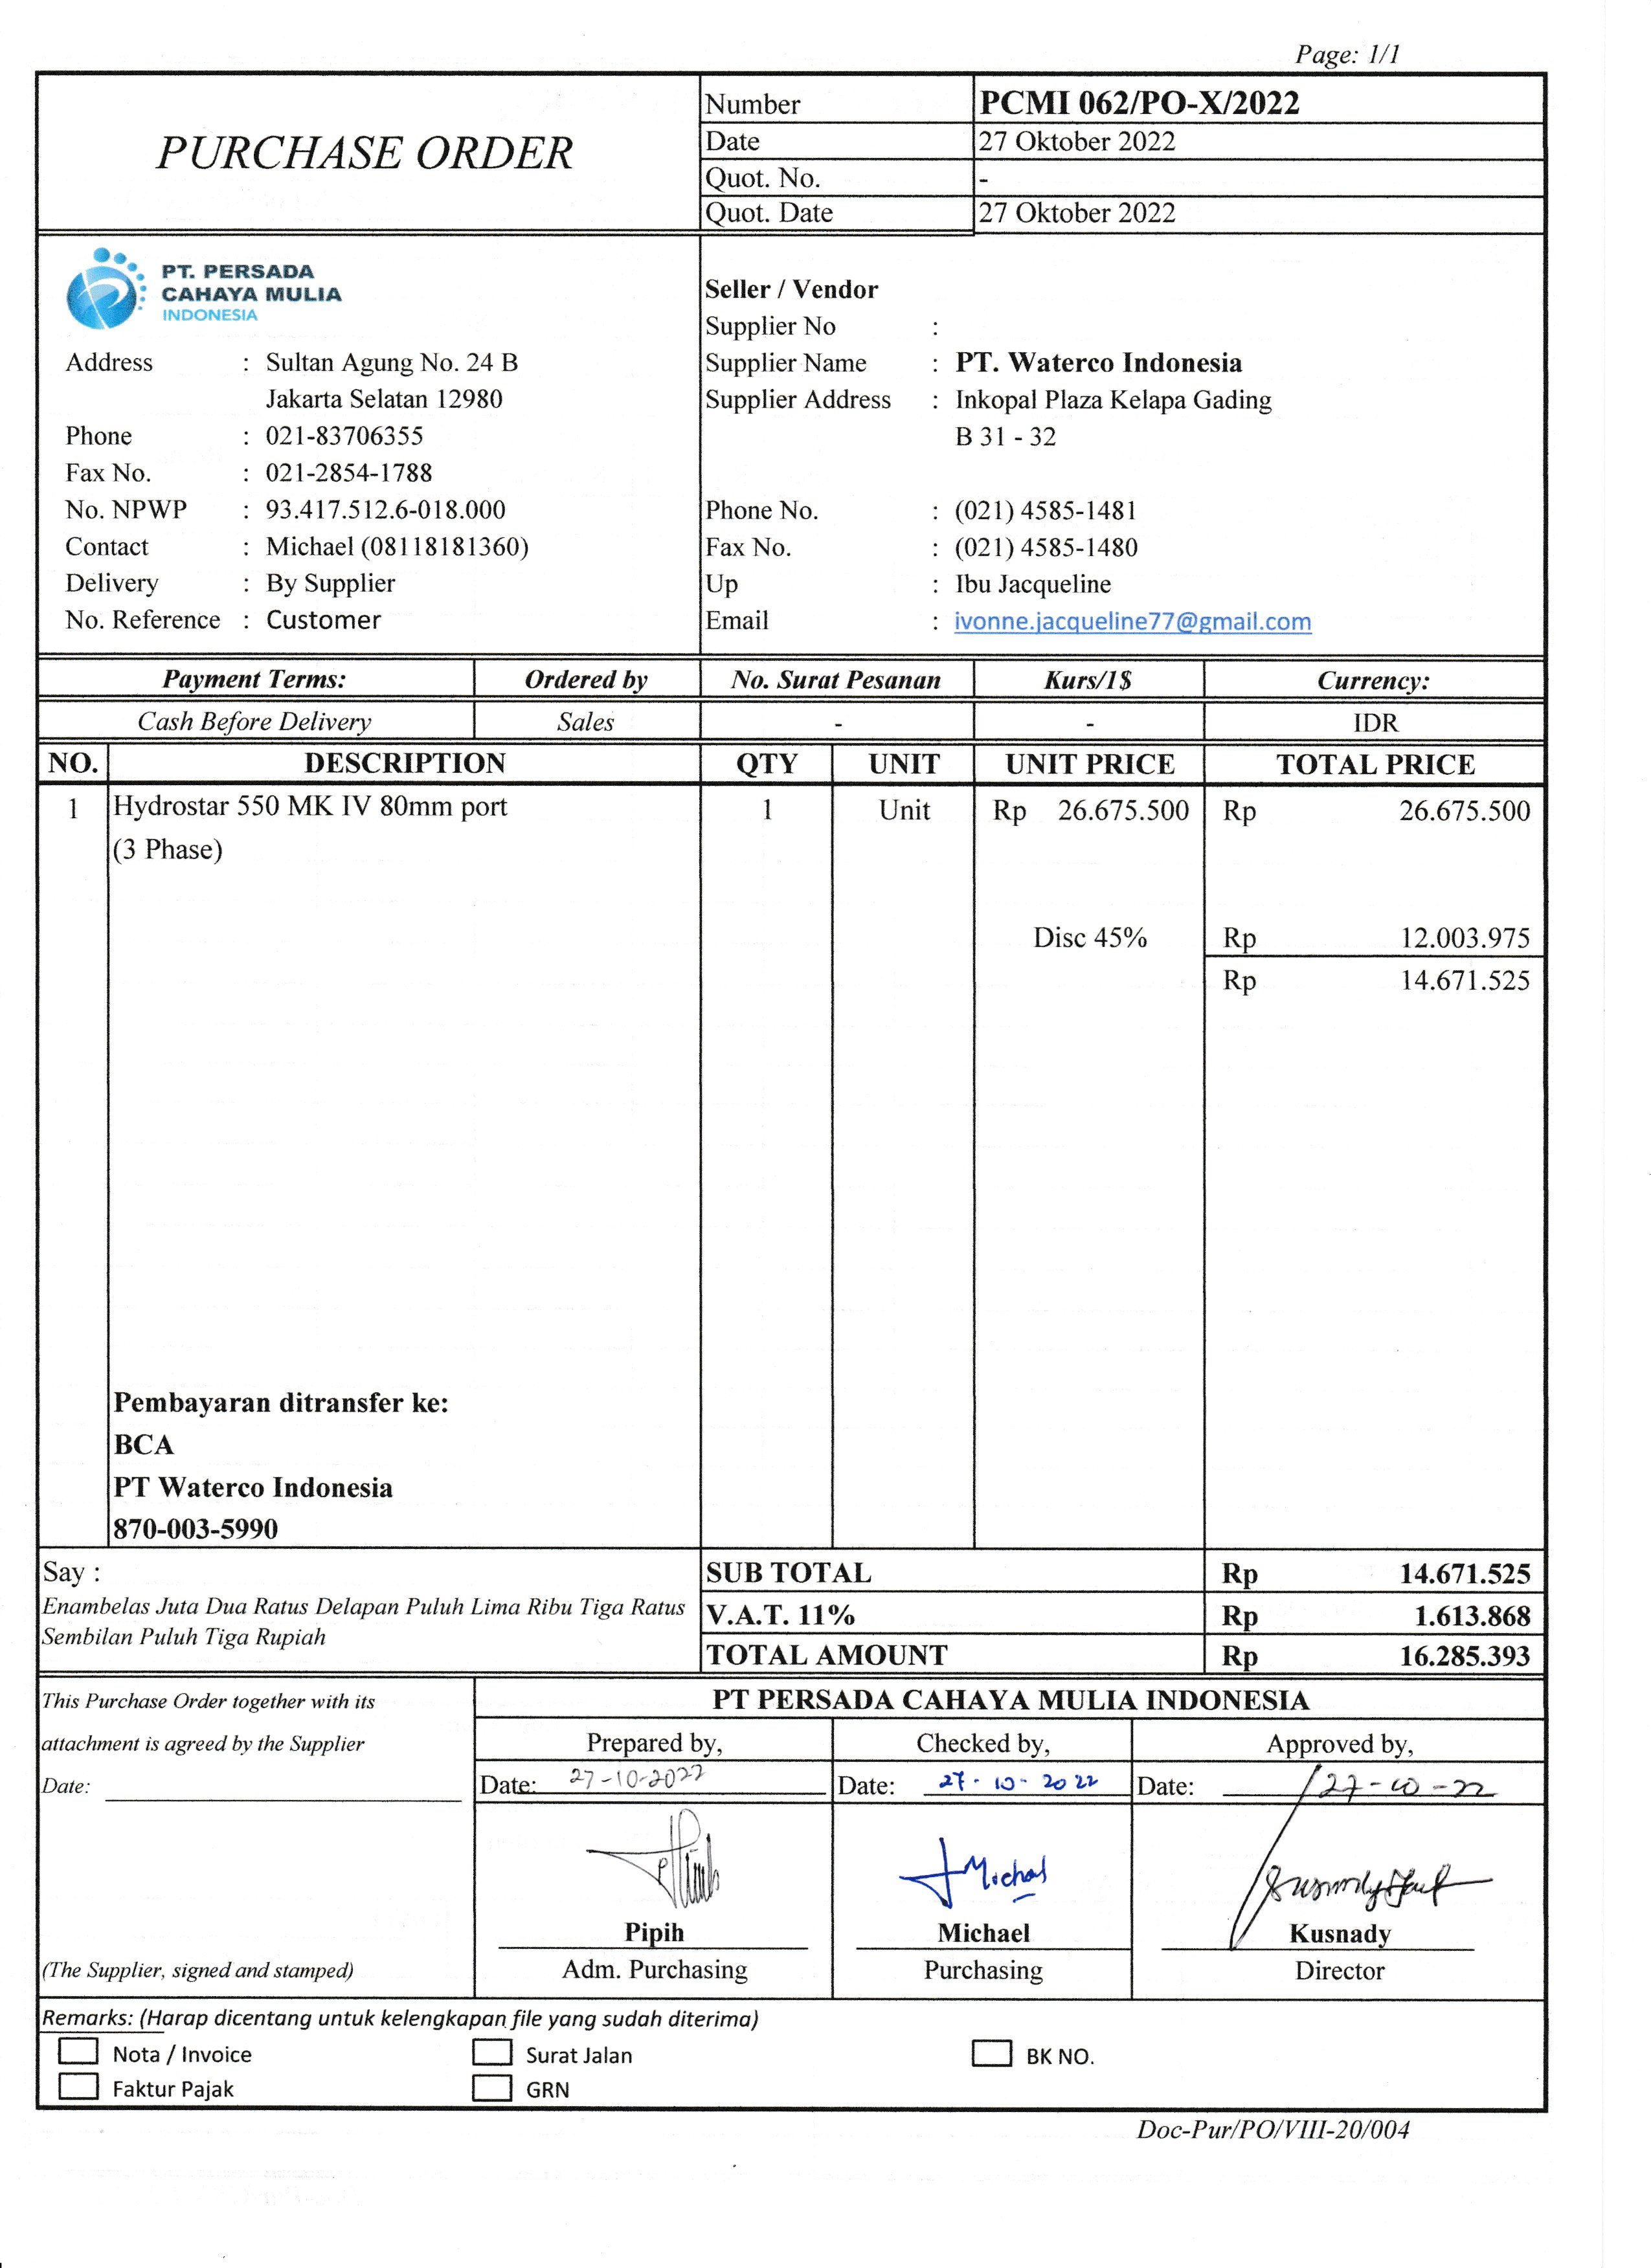 Page: 1/1
PURCHASE ORDER
Number PCMI 062/PO-X/2022
Date 27 Oktober 2022
Quot. No. -
Quot. Date 27 Oktober 2022
PT. PERSADA
CAHAYA MULIA
INDONESIA
Address : Sultan Agung No. 24 B
Jakarta Selatan 12980
Phone : 021-83706355
Fax No. : 021-2854-1788
No. NPWP : 93.417.512.6-018.000
Contact : Michael (08118181360)
Delivery : By Supplier
No. Reference : Customer
Seller / Vendor
Supplier No :
Supplier Name : PT. Waterco Indonesia
Supplier Address : Inkopal Plaza Kelapa Gading
B 31 - 32
Phone No. : (021) 4585-1481
Fax No. : (021) 4585-1480
Up : Ibu Jacqueline
Email : ivonne.jacqueline77@gmail.com
Payment Terms: Ordered by No. Surat Pesanan Kurs/1$ Currency:
Cash Before Delivery Sales - - IDR
NO. DESCRIPTION QTY UNIT UNIT PRICE TOTAL PRICE
1 Hydrostar 550 MK IV 80mm port 1 Unit Rp 26.675.500 Rp 26.675.500
(3 Phase)
Disc 45% Rp 12.003.975
Rp 14.671.525
Pembayaran ditransfer ke:
BCA
PT Waterco Indonesia
870-003-5990
Say :
Enambelas Juta Dua Ratus Delapan Puluh Lima Ribu Tiga Ratus
Sembilan Puluh Tiga Rupiah
SUB TOTAL Rp 14.671.525
V.A.T. 11% Rp 1.613.868
TOTAL AMOUNT Rp 16.285.393
This Purchase Order together with its
attachment is agreed by the Supplier
Date:
(The Supplier, signed and stamped)
PT PERSADA CAHAYA MULIA INDONESIA
Prepared by, Checked by, Approved by,
Date: 27-10-2022 Date: 27-10-2022 Date: 27-10-22
Michael
Pipih Michael Kusnady
Adm. Purchasing Purchasing Director
Remarks: (Harap dicentang untuk kelengkapan file yang sudah diterima)
Nota / Invoice Surat Jalan BK NO.
Faktur Pajak GRN
Doc-Pur/PO/VIII-20/004